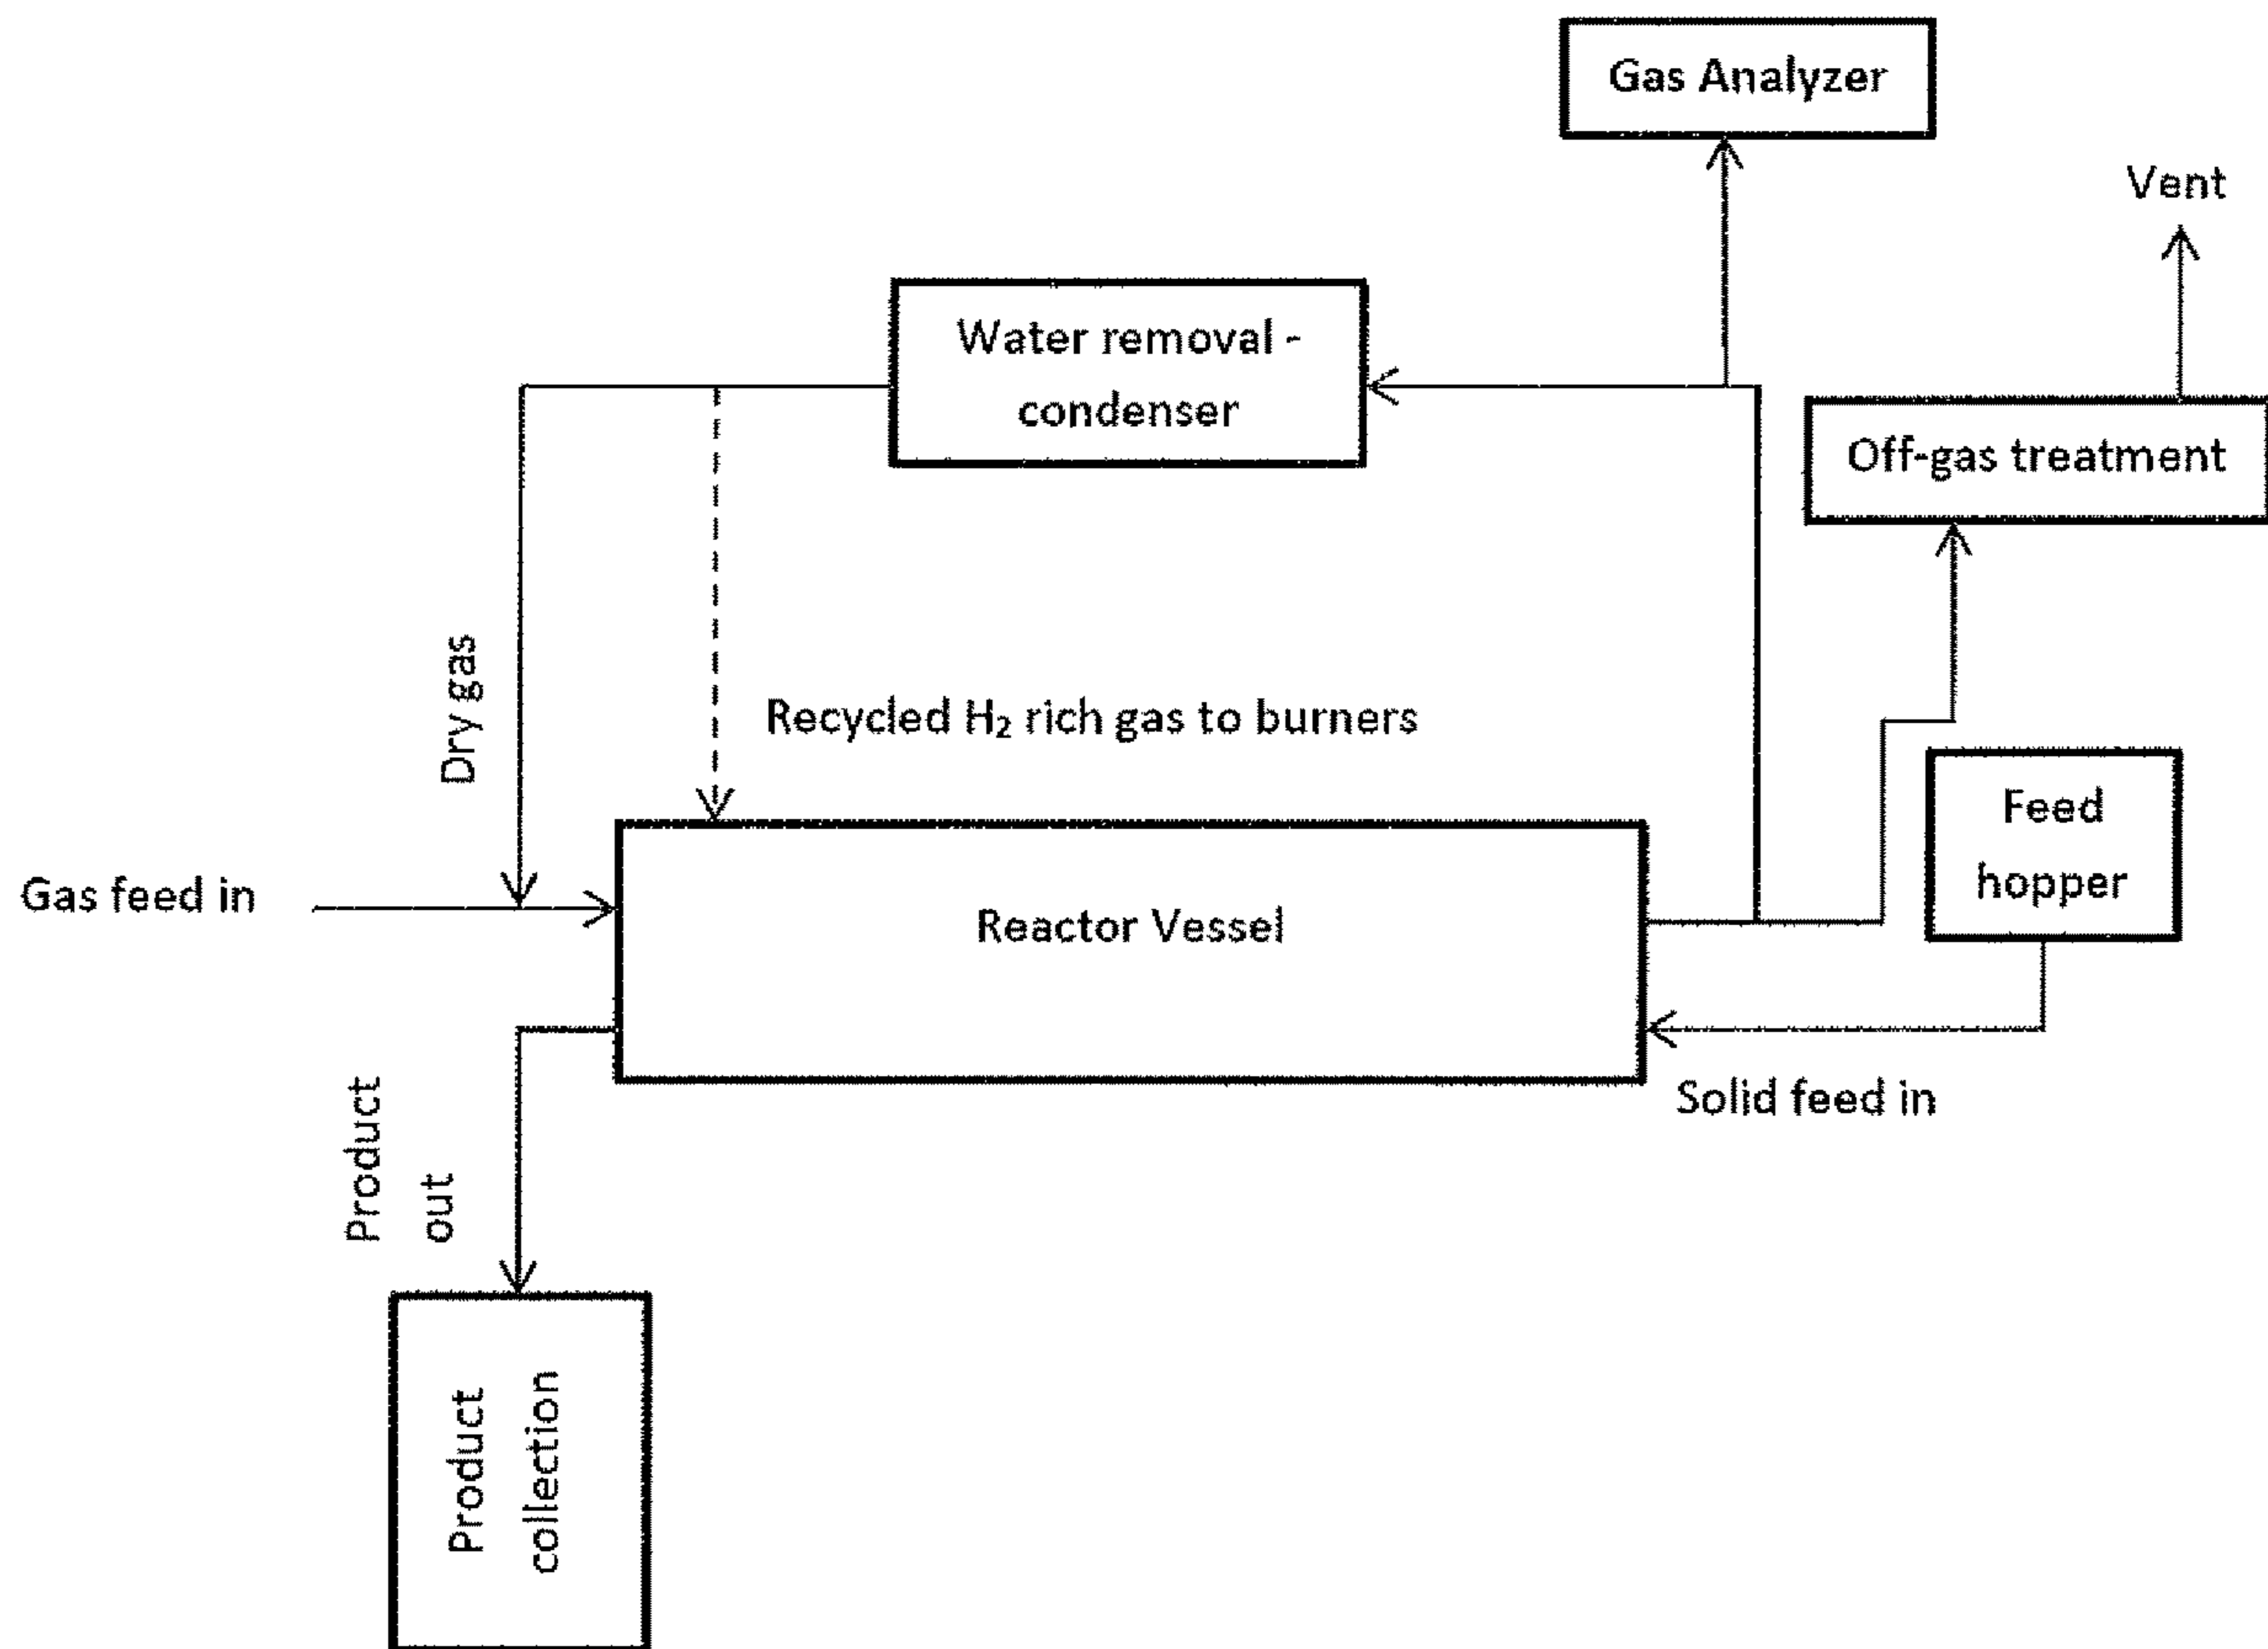 Gas Analyzer
Vent
Water removal -
condenser
Off-gas treatment
Dry gas
Recycled H₂ rich gas to burners
Feed
hopper
Gas feed in
Reactor Vessel
Solid feed in
Product
out
Product
collection